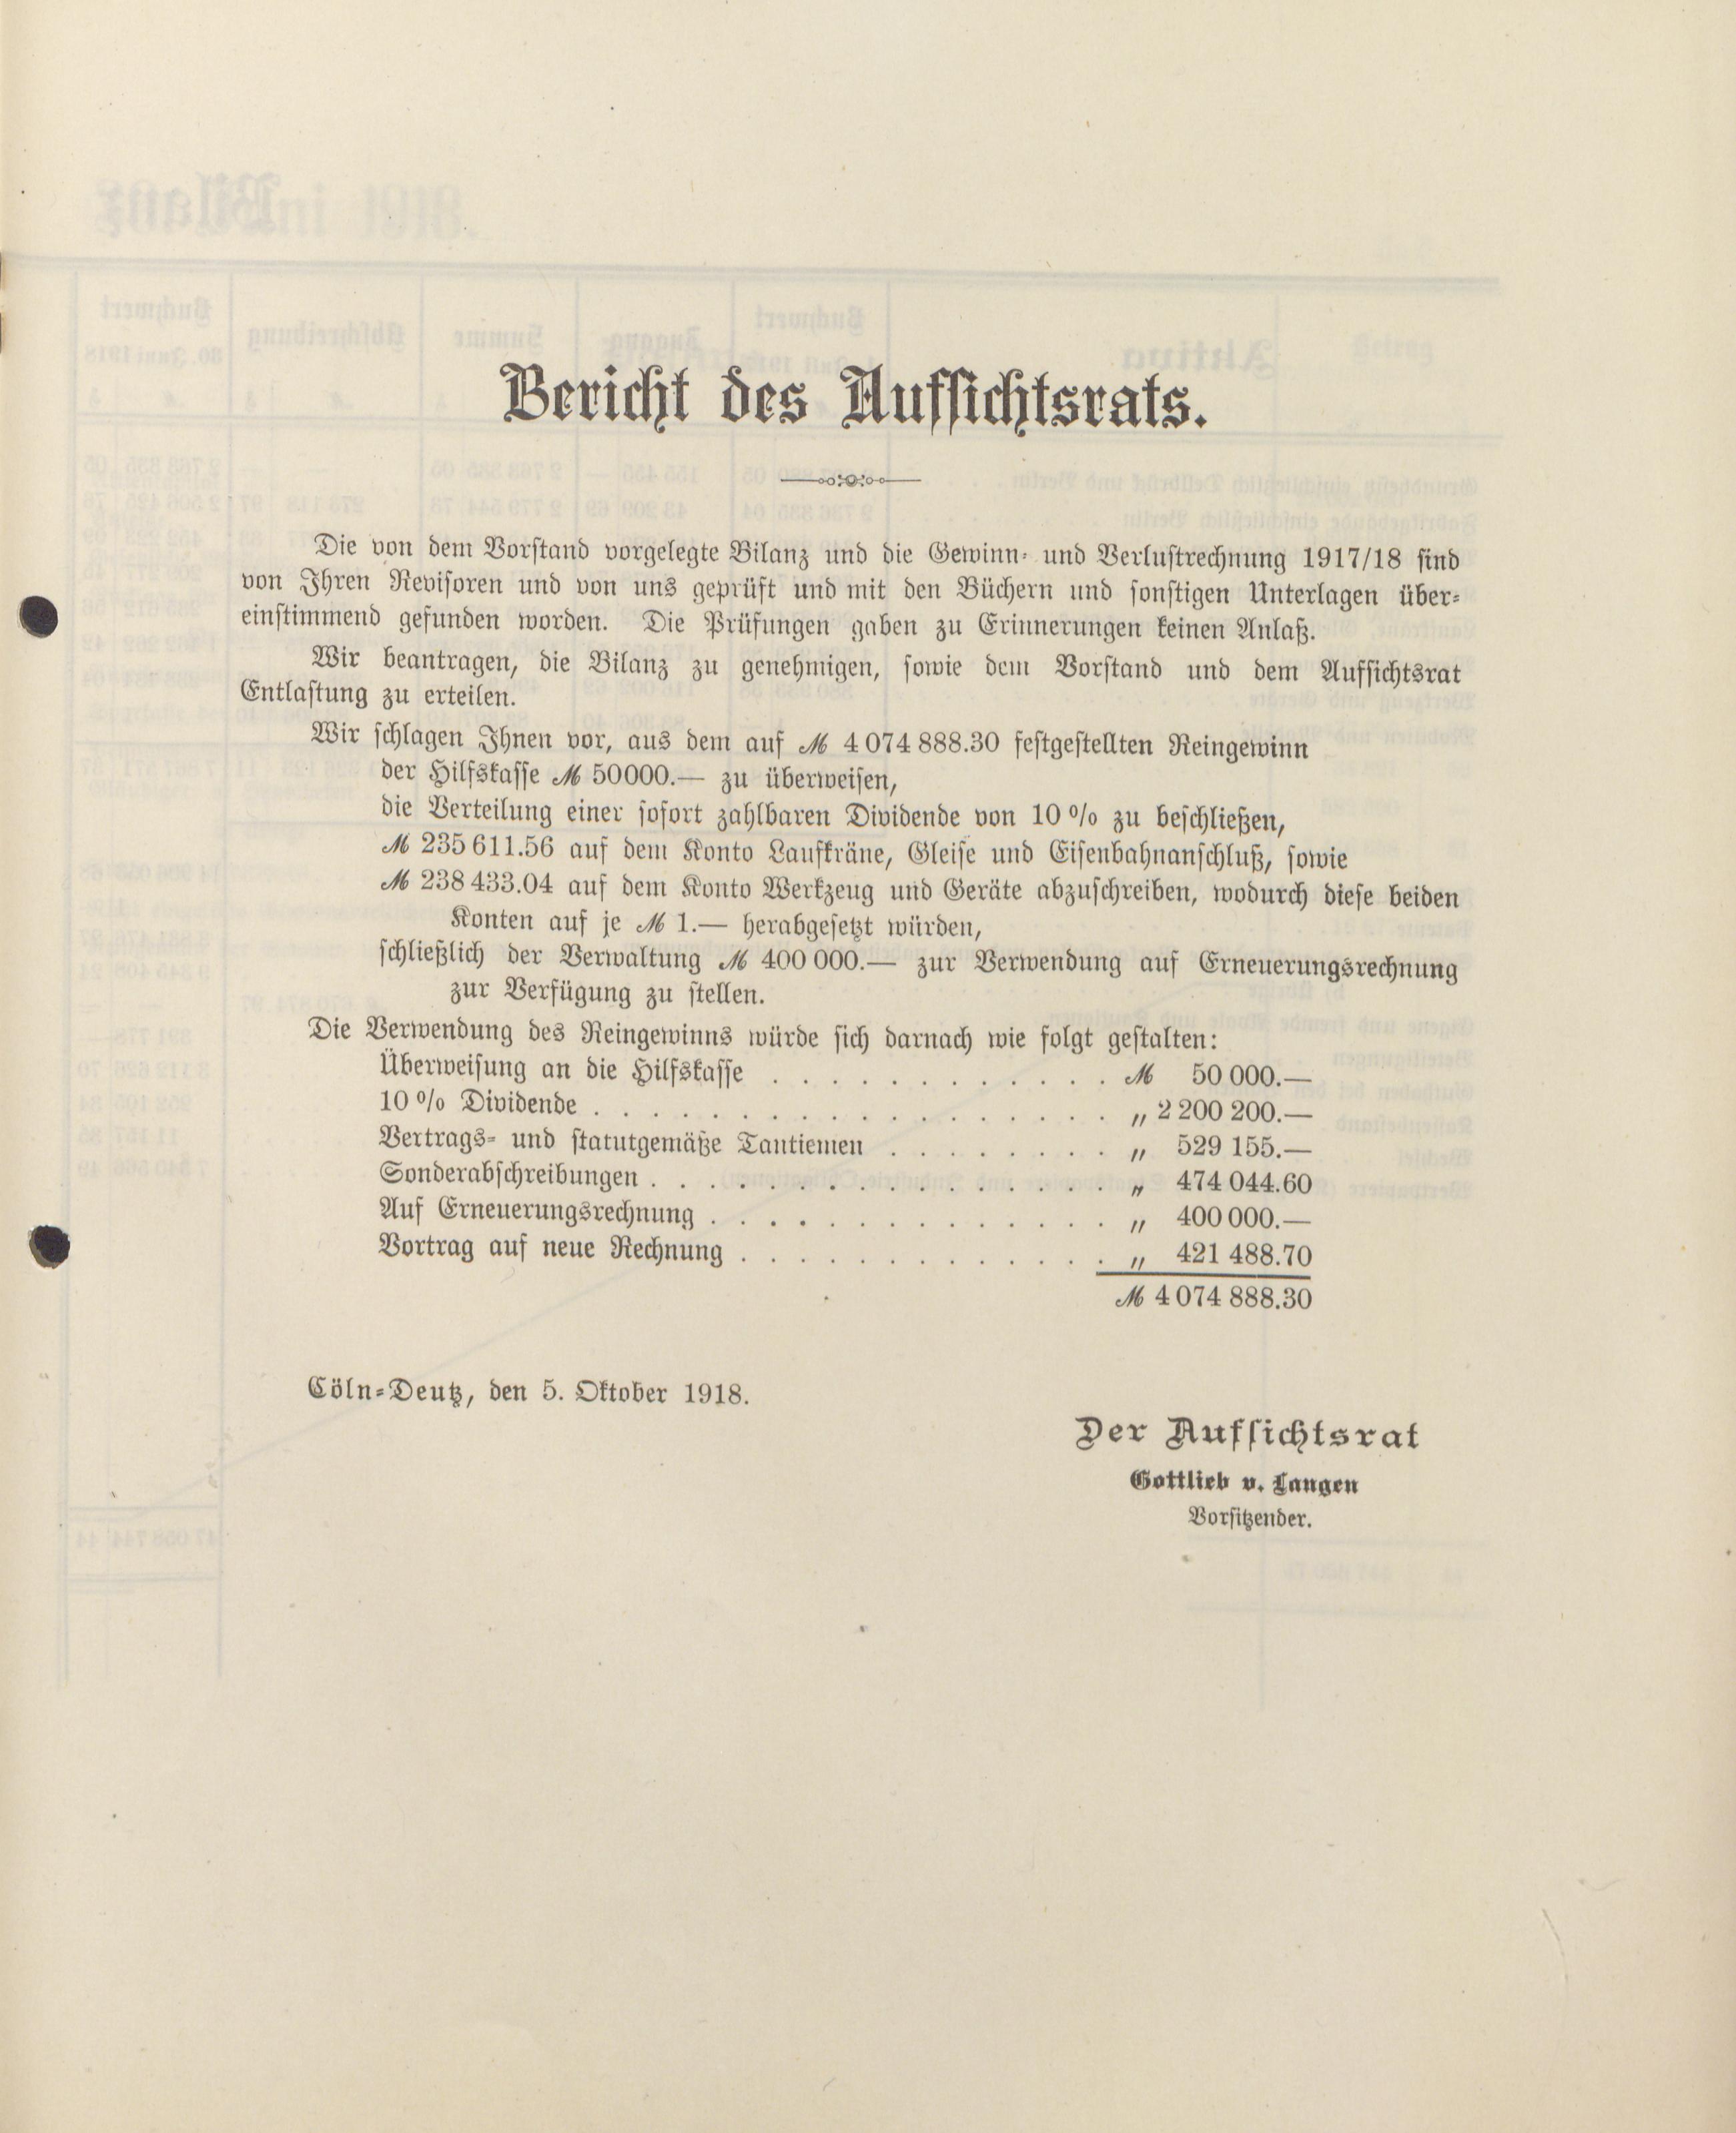 Bericht des Aufsichtsrats.
Die von dem Vorstand vorgelegte Bilanz und die Gewinn- und Verlustrechnung 1917/18 sind
von Ihren Revisoren und von uns geprüft und mit den Büchern und sonstigen Unterlagen über-
einstimmend gefunden worden. Die Prüfungen gaben zu Erinnerungen keinen Anlaß.
Wir beantragen, die Bilanz zu genehmigen, sowie dem Vorstand und dem Aufsichtsrat
Entlastung zu erteilen.
Wir schlagen Ihnen vor, aus dem auf ℳ 4 074 888.30 festgestellten Reingewinn
der Hilfskasse ℳ 50000.— zu überweisen,
die Verteilung einer sofort zahlbaren Dividende von 10 % zu beschließen,
ℳ 235 611.56 auf dem Konto Laufkräne, Gleise und Eisenbahnanschluß, sowie
ℳ 238 433.04 auf dem Konto Werkzeug und Geräte abzuschreiben, wodurch diese beiden
Konten auf je ℳ 1.— herabgesetzt würden,
schließlich der Verwaltung ℳ 400 000.— zur Verwendung auf Erneuerungsrechnung
zur Verfügung zu stellen.
Die Verwendung des Reingewinns würde sich darnach wie folgt gestalten:
Überweisung an die Hilfskasse . . . . . . . . . . . . ℳ 50 000.—
10 % Dividende . . . . . . . . . . . . . . . . . . „ 2 200 200.—
Vertrags- und statutgemäße Tantiemen . . . . . . . . „ 529 155.—
Sonderabschreibungen . . . . . . . . . . . . . . . . „ 474 044.60
Auf Erneuerungsrechnung . . . . . . . . . . . . . . „ 400 000.—
Vortrag auf neue Rechnung . . . . . . . . . . . . . „ 421 488.70
ℳ 4 074 888.30
Cöln-Deutz, den 5. Oktober 1918.
Der Aufsichtsrat
Gottlieb v. Langen
Vorsitzender.